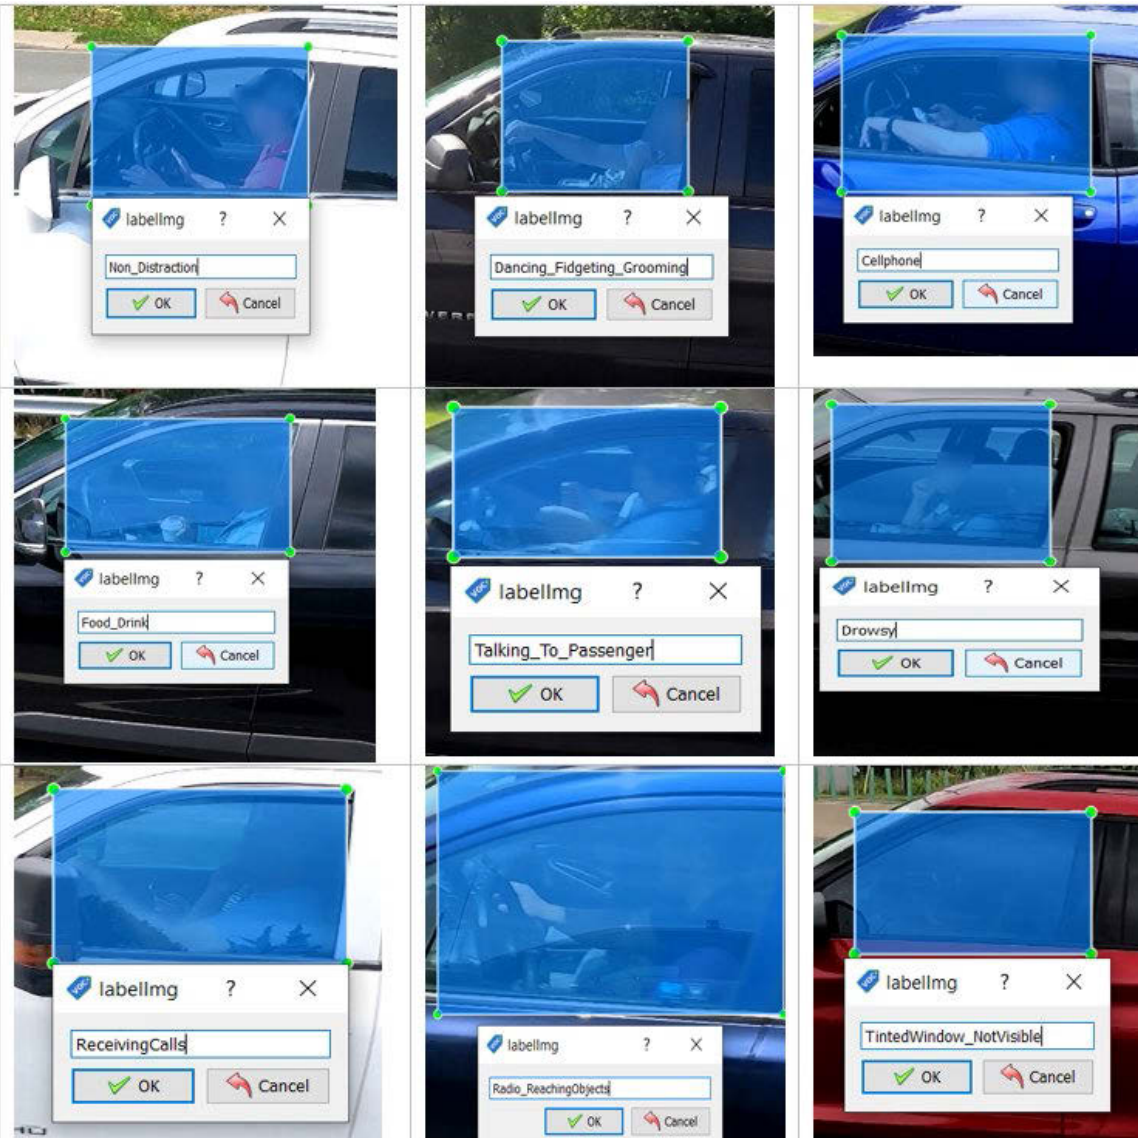 labelImg ? X
Non_Distraction
OK Cancel
labelImg ? X
Dancing_Fidgeting_Grooming
OK Cancel
labelImg ? X
Cellphone
OK Cancel
labelImg ? X
Food_Drink
OK Cancel
labelImg ? X
Talking_To_Passenger
OK Cancel
labelImg ? X
Drowsy
OK Cancel
labelImg ? X
ReceivingCalls
OK Cancel
labelImg ? X
Radio_ReachingObjects
OK Cancel
labelImg ? X
TintedWindow_NotVisible
OK Cancel